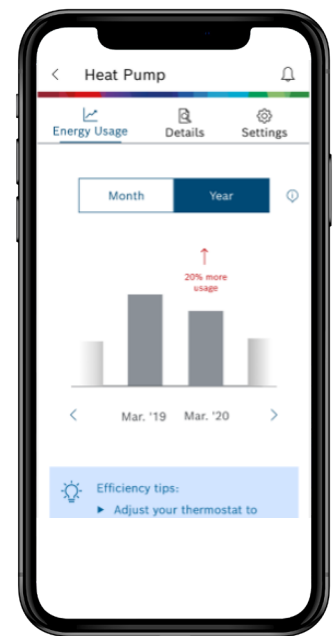 Heat Pump
Energy Usage
Details
Settings
Month
Year
20% more
usage
Mar. '19
Mar. '20
Efficiency tips:
► Adjust your thermostat to